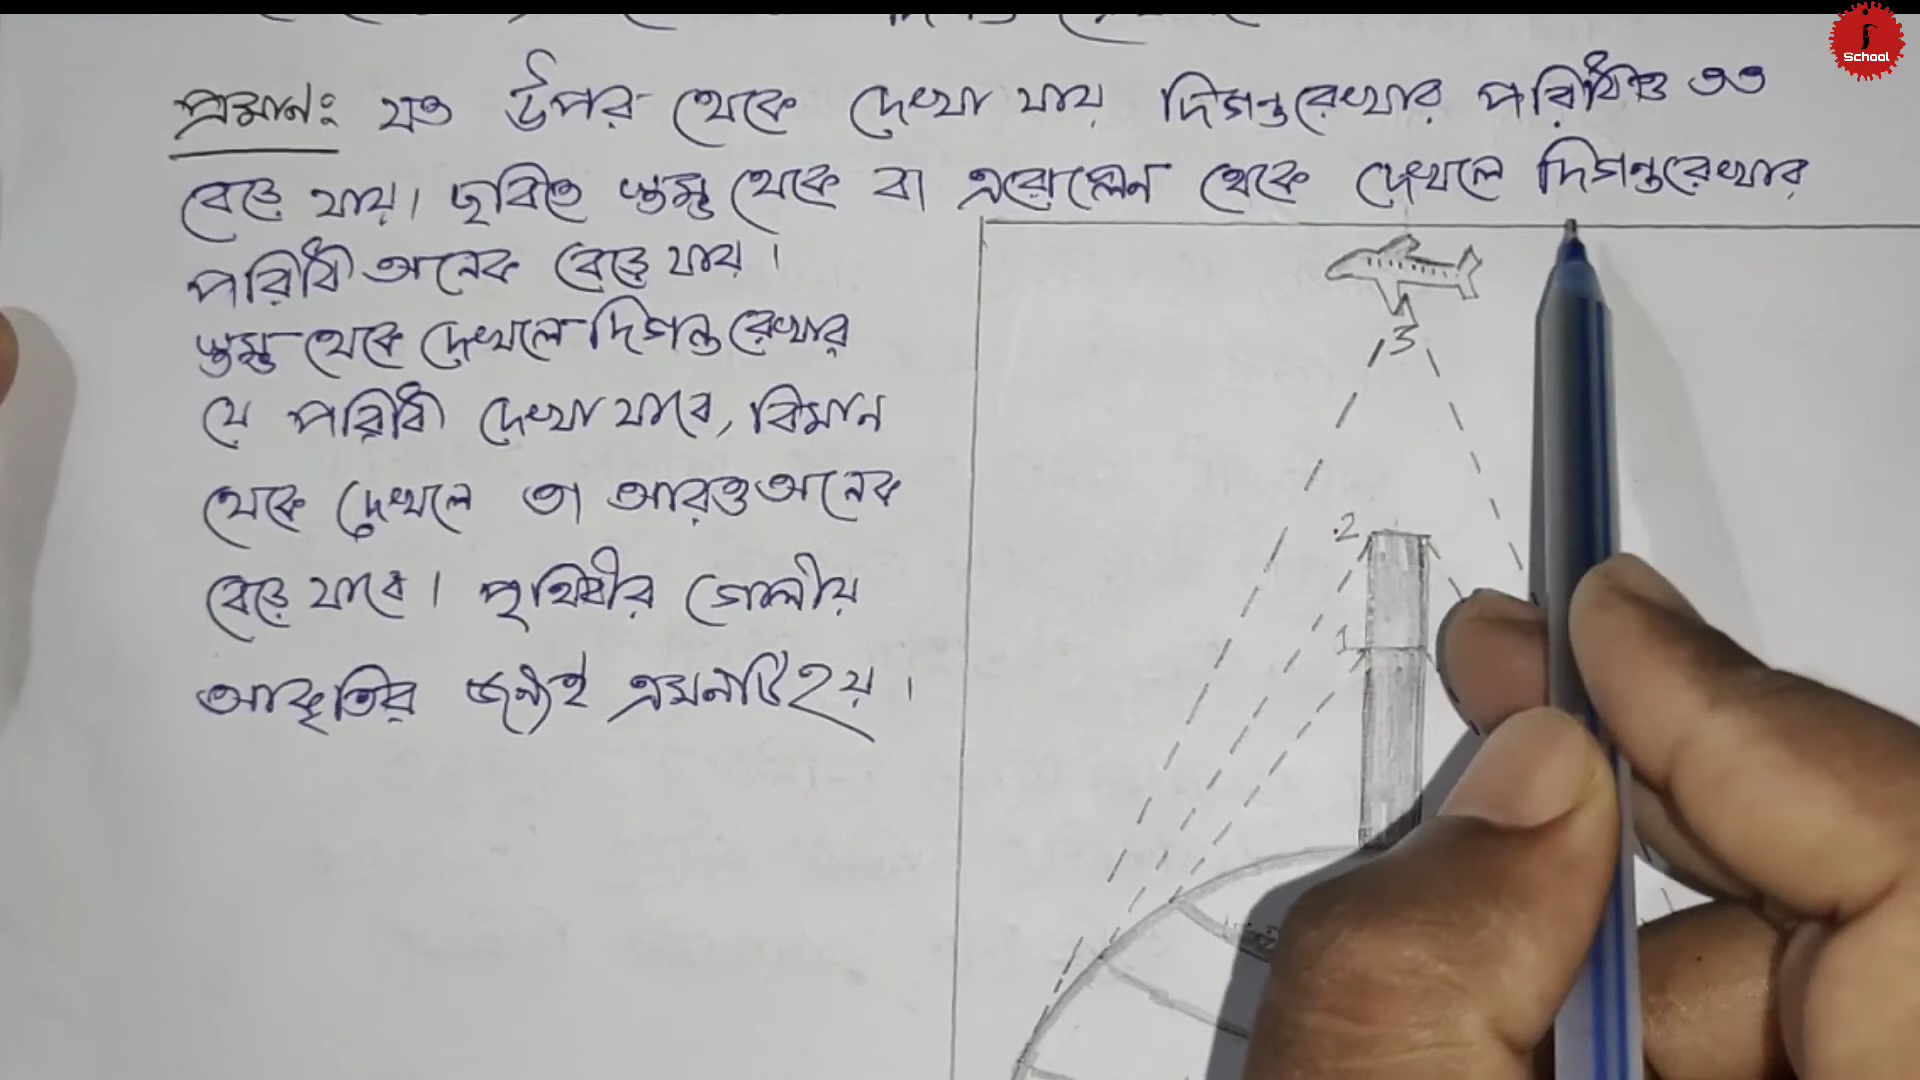 প্রমাণঃ যত উপর থেকে দেখা যায় দিগন্তরেখার পরিধিও তত
বেড়ে যায়। ছবিতে স্তম্ভ থেকে বা এরোপ্লেন থেকে দেখলে দিগন্তরেখার
পরিধি অনেক বেড়ে যায়।
স্তম্ভ থেকে দেখলে দিগন্ত রেখার
যে পরিধি দেখা যাবে, বিমান
থেকে দেখলে তা আরও অনেক
বেড়ে যাবে। পৃথিবীর গোলীয়
আকৃতির জন্যই এমনটি হয়।
3
2
1
School